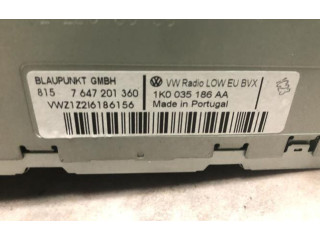 BLAUPUNKT GMBH
815 7 647 201 360
VWZ1Z2I6186156
VW Radio LOW EU BVX
1K0 035 186 AA
Made in Portugal